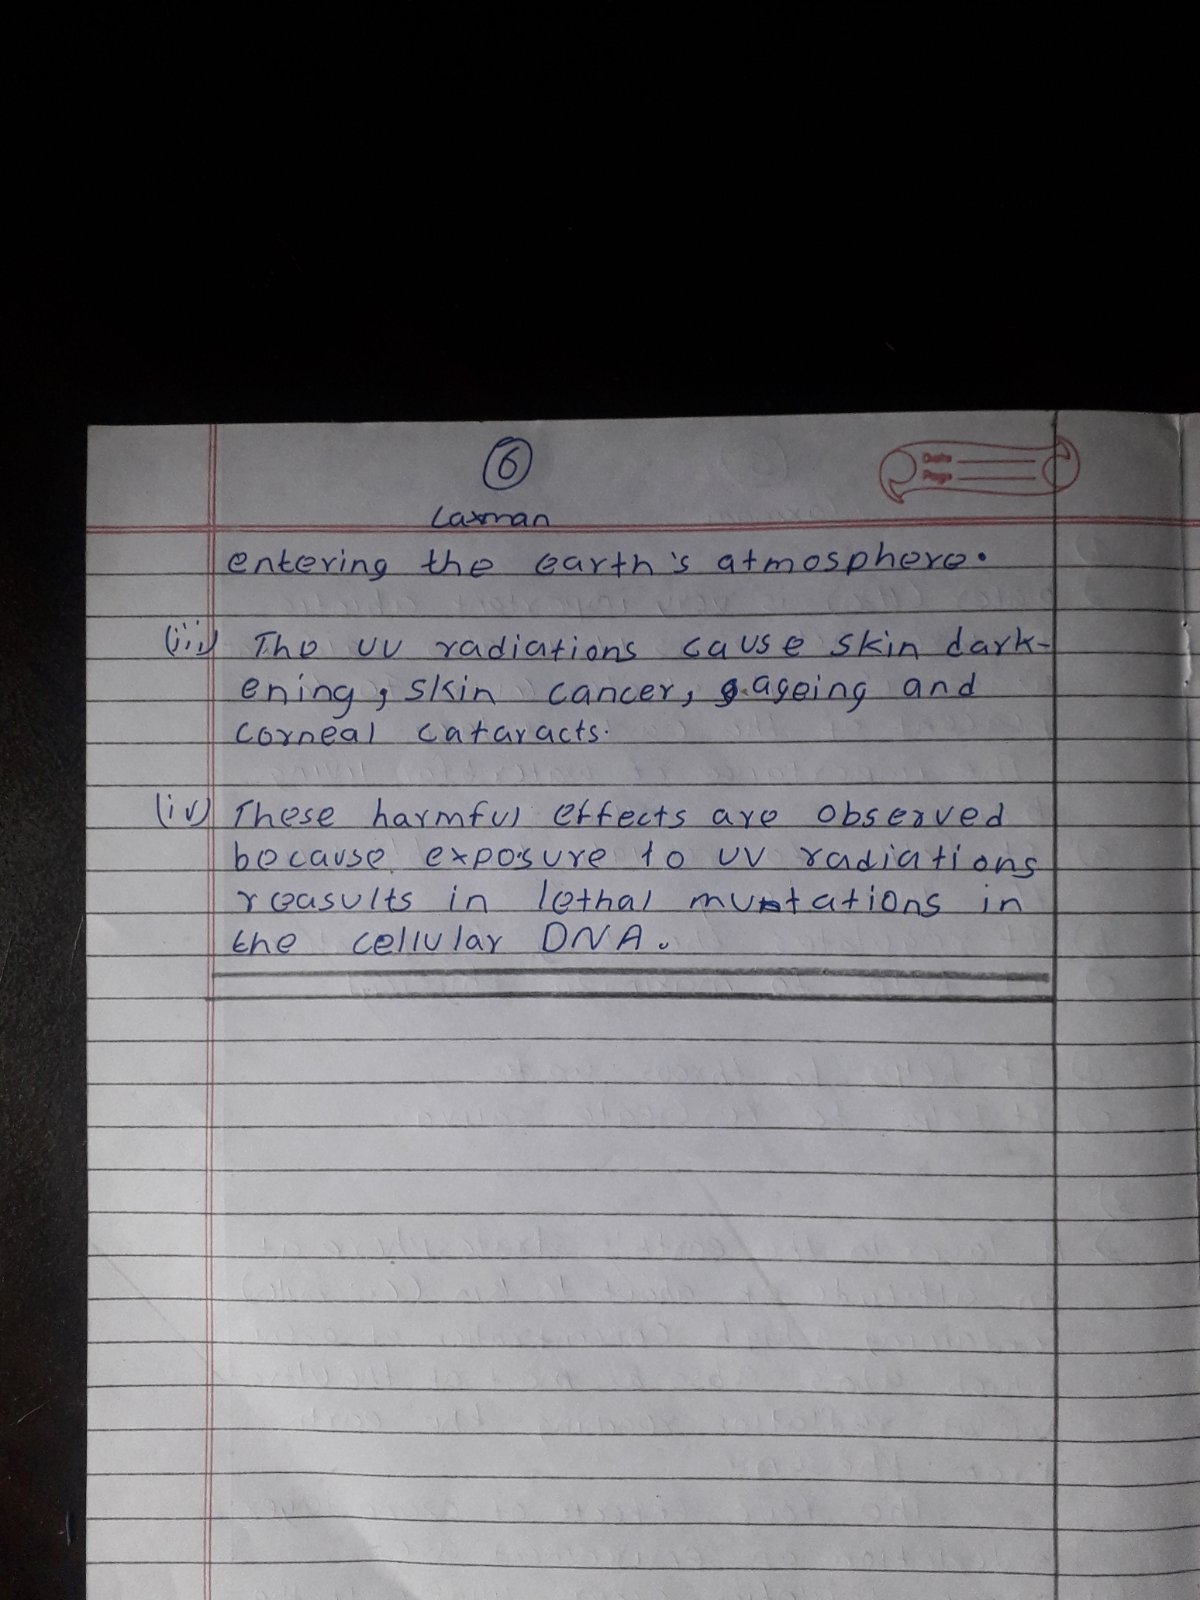 6
Date
Page
Laxman
entering the earth's atmosphere.
(iii) The UV radiations cause skin dark-
ening, skin cancer, ageing and
corneal cataracts.
(iv) These harmful effects are observed
because exposure to UV radiations
reasults in lethal mutations in
the cellular DNA.